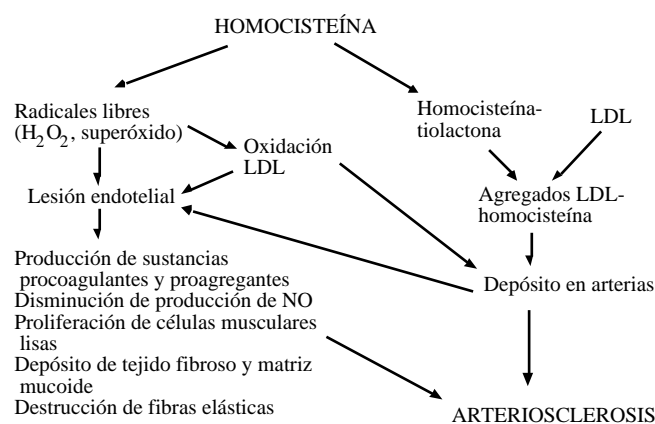 HOMOCISTEÍNA
Radicales libres
(H2O2, superóxido)
Homocisteína-
tiolactona
LDL
Oxidación
LDL
Lesión endotelial
Agregados LDL-
homocisteína
Producción de sustancias
procoagulantes y proagregantes
Disminución de producción de NO
Proliferación de células musculares
lisas
Depósito de tejido fibroso y matriz
mucoide
Destrucción de fibras elásticas
Depósito en arterias
ARTERIOSCLEROSIS